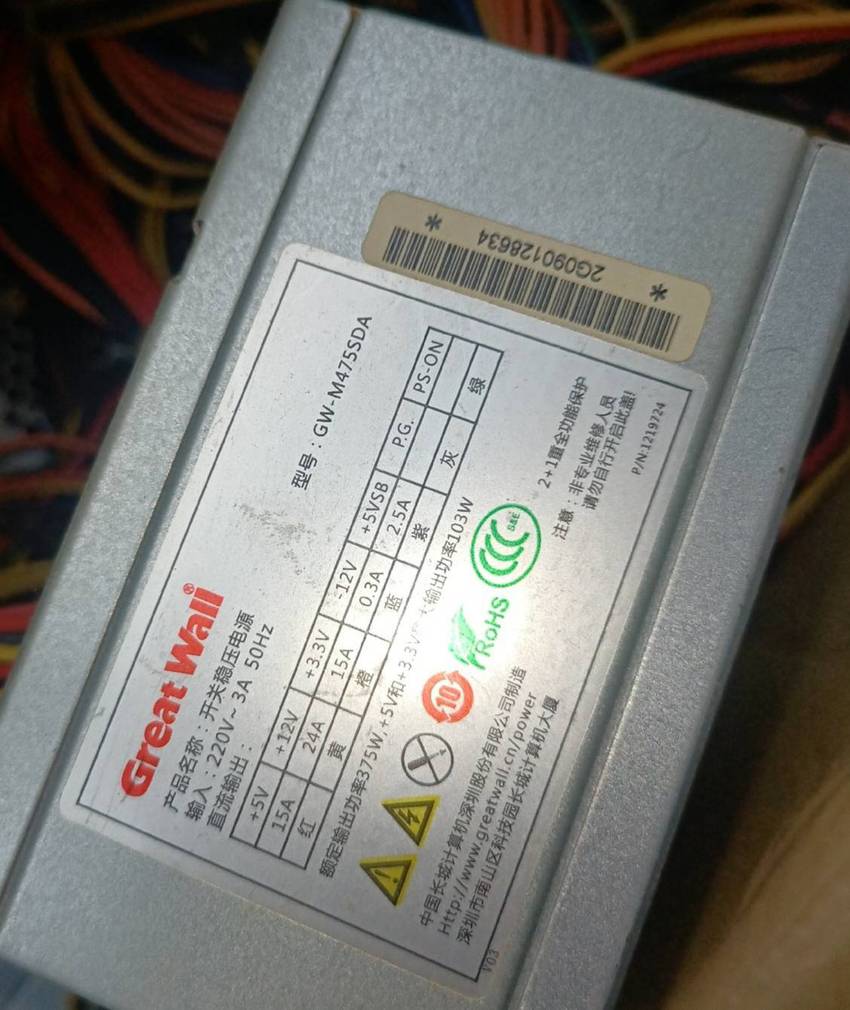 *2G090128634*
Great Wall®
产品名称：开关稳压电源
型号：GW-M475SDA
输入：220V~ 3A 50Hz
直流输出：
+5V +12V +3.3V -12V +5VSB P.G. PS-ON
15A 24A 15A 0.3A 2.5A
红 黄 橙 蓝 紫 灰 绿
额定输出功率375W,+5V和+3.3V 输出功率103W
10
RoHS
S&E
2+1重全功能保护
中国长城计算机深圳股份有限公司制造
Http://www.greatwall.cn/power
深圳市南山区科技园长城计算机大厦
注意：非专业维修人员
请勿自行开启此盖!
V03
P/N:1219724